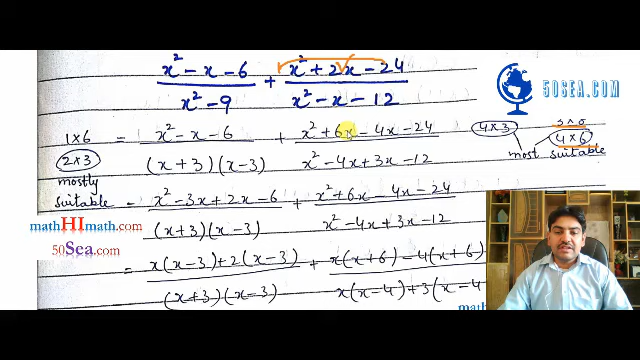 x² - x - 6 / x² - 9 + x² + 2x - 24 / x² - x - 12
50SEA.COM
1×6 = x² - x - 6 / (x+3)(x-3) + x² + 6x - 4x - 24 / x² - 4x + 3x - 12
4×3
4×6
2×3
most suitable
mostly
suitable = x² - 3x + 2x - 6 / (x+3)(x-3) + x² + 6x - 4x - 24 / x² - 4x + 3x - 12
mathHImath.com
50Sea.com
= x(x-3) + 2(x-3) / (x+3)(x-3) + x(x+6) - 4(x+6) / x(x-4) + 3(x-4